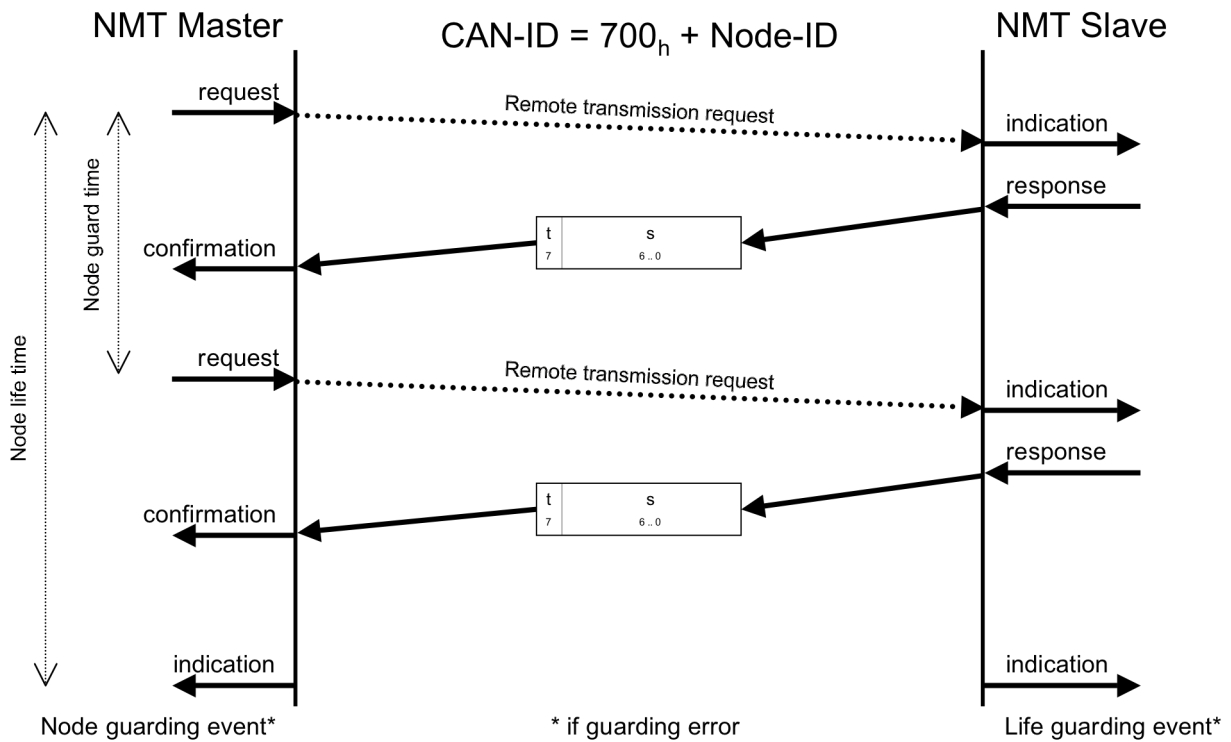 NMT Master
CAN-ID = 700h + Node-ID
NMT Slave
request
Remote transmission request
indication
response
t
s
7
6 .. 0
confirmation
Node guard time
Node life time
request
Remote transmission request
indication
response
t
s
7
6 .. 0
confirmation
indication
indication
Node guarding event*
* if guarding error
Life guarding event*